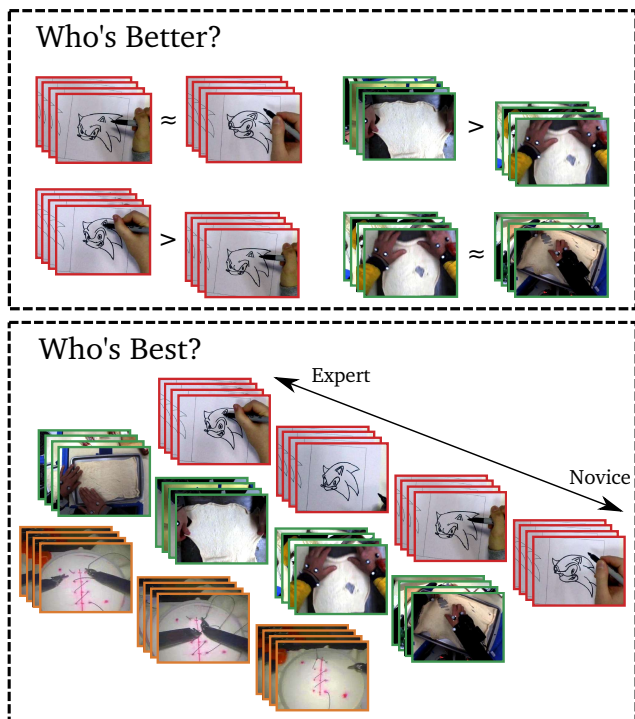 Who's Better?
≈
>
>
≈
Who's Best?
Expert
Novice